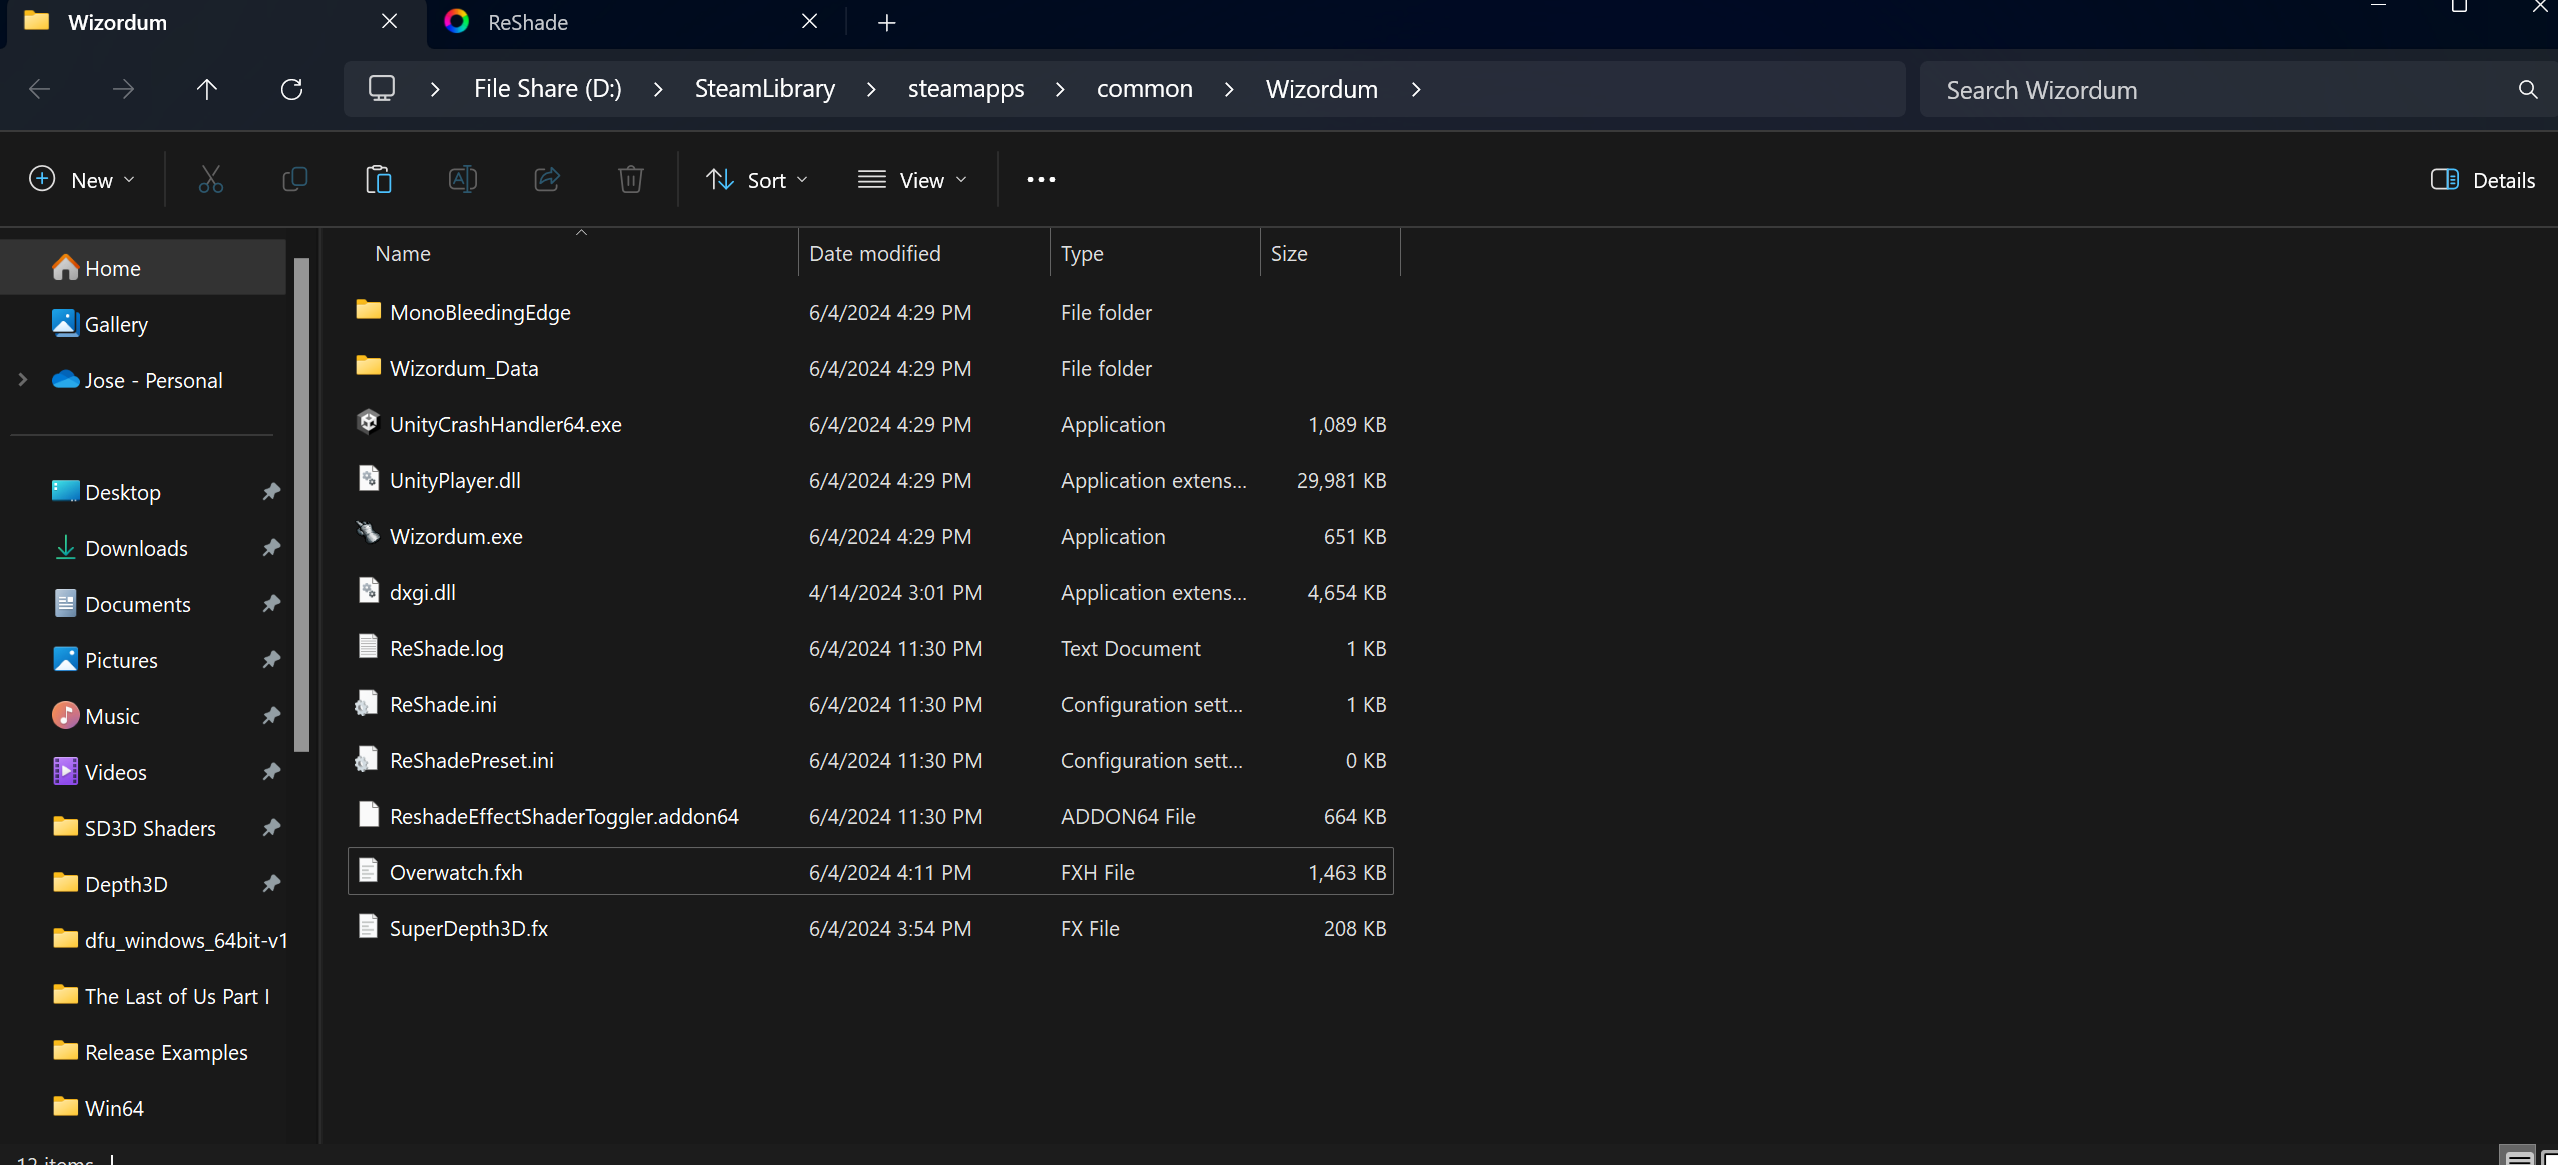 Wizordum
ReShade
File Share (D:) > SteamLibrary > steamapps > common > Wizordum >
Search Wizordum
New
Sort
View
Details
Home
Gallery
Jose - Personal
Desktop
Downloads
Documents
Pictures
Music
Videos
SD3D Shaders
Depth3D
dfu_windows_64bit-v1
The Last of Us Part I
Release Examples
Win64
Name Date modified Type Size
MonoBleedingEdge 6/4/2024 4:29 PM File folder
Wizordum_Data 6/4/2024 4:29 PM File folder
UnityCrashHandler64.exe 6/4/2024 4:29 PM Application 1,089 KB
UnityPlayer.dll 6/4/2024 4:29 PM Application extens... 29,981 KB
Wizordum.exe 6/4/2024 4:29 PM Application 651 KB
dxgi.dll 4/14/2024 3:01 PM Application extens... 4,654 KB
ReShade.log 6/4/2024 11:30 PM Text Document 1 KB
ReShade.ini 6/4/2024 11:30 PM Configuration sett... 1 KB
ReShadePreset.ini 6/4/2024 11:30 PM Configuration sett... 0 KB
ReshadeEffectShaderToggler.addon64 6/4/2024 11:30 PM ADDON64 File 664 KB
Overwatch.fxh 6/4/2024 4:11 PM FXH File 1,463 KB
SuperDepth3D.fx 6/4/2024 3:54 PM FX File 208 KB
12 items